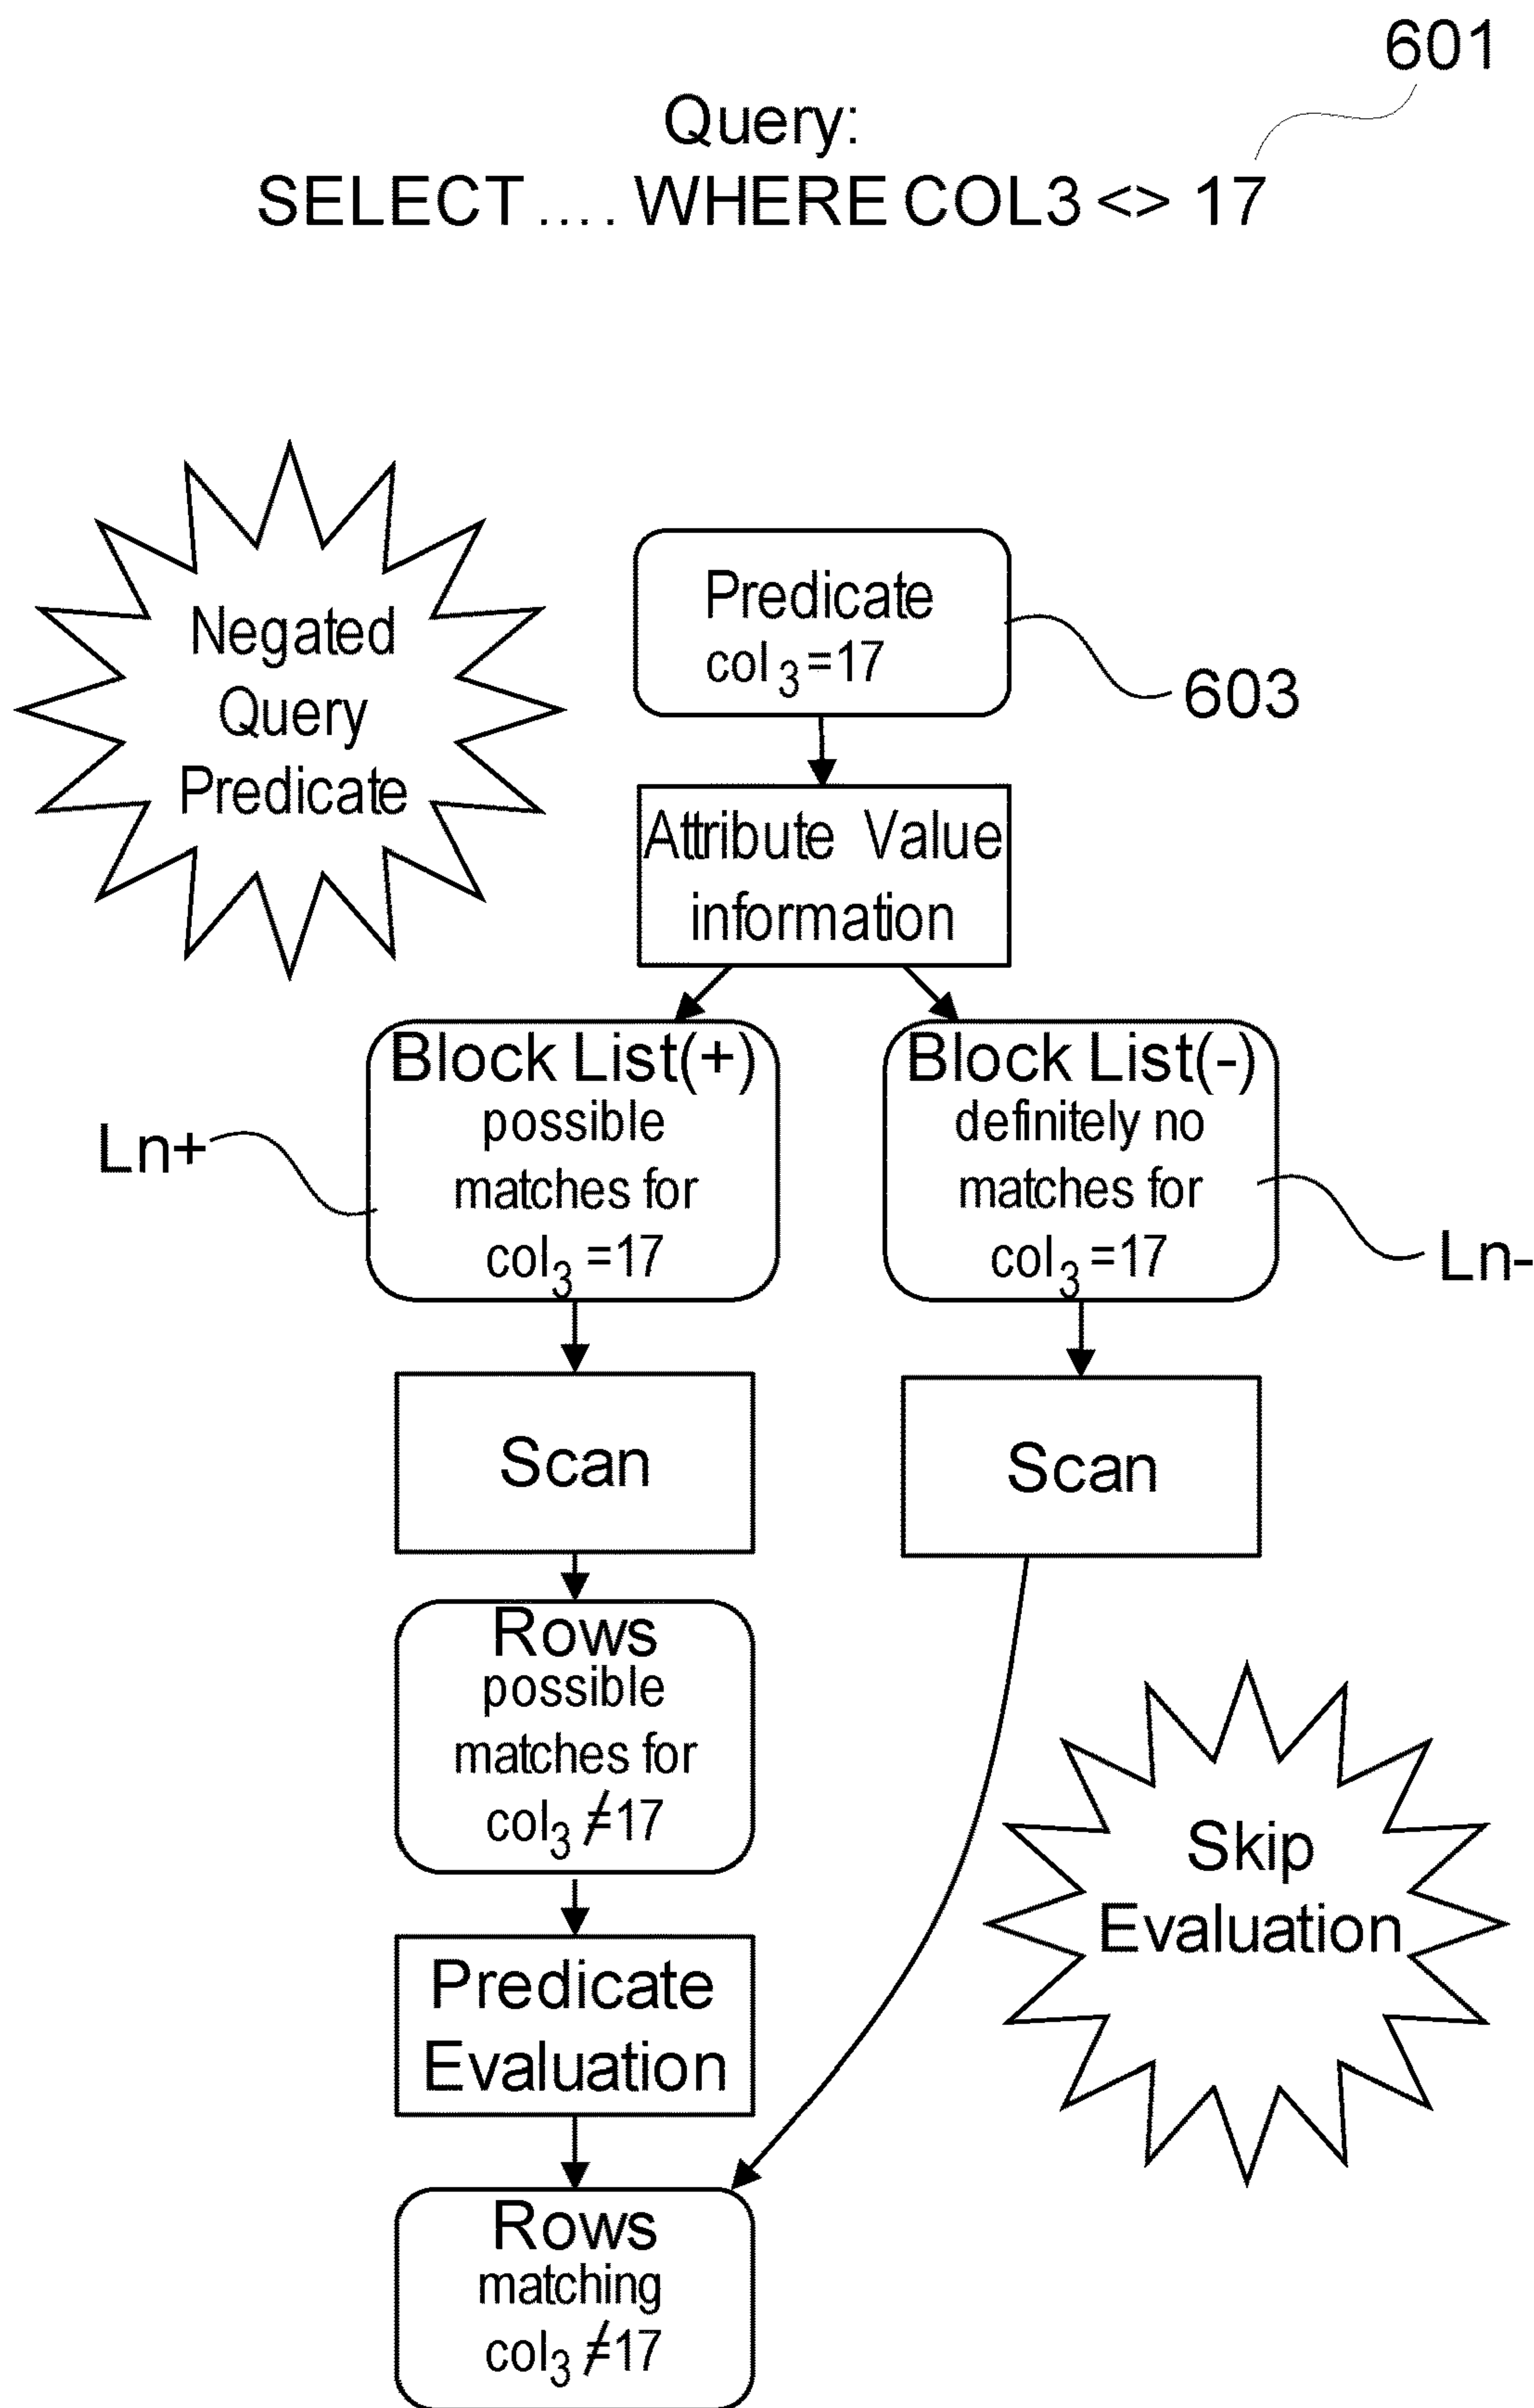 601
Query:
SELECT .... WHERE COL3 <> 17
Negated
Query
Predicate
Predicate
col3=17
603
Attribute Value
information
Block List(+)
possible
matches for
col3=17
Ln+
Block List(-)
definitely no
matches for
col3=17
Ln-
Scan
Scan
Rows
possible
matches for
col3≠17
Skip
Evaluation
Predicate
Evaluation
Rows
matching
col3≠17